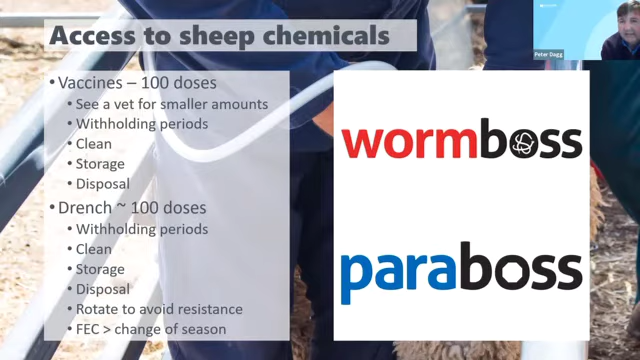 Access to sheep chemicals
Peter Dagg
• Vaccines – 100 doses
• See a vet for smaller amounts
• Withholding periods
• Clean
• Storage
• Disposal
• Drench ~ 100 doses
• Withholding periods
• Clean
• Storage
• Disposal
• Rotate to avoid resistance
• FEC > change of season
wormboss
paraboss